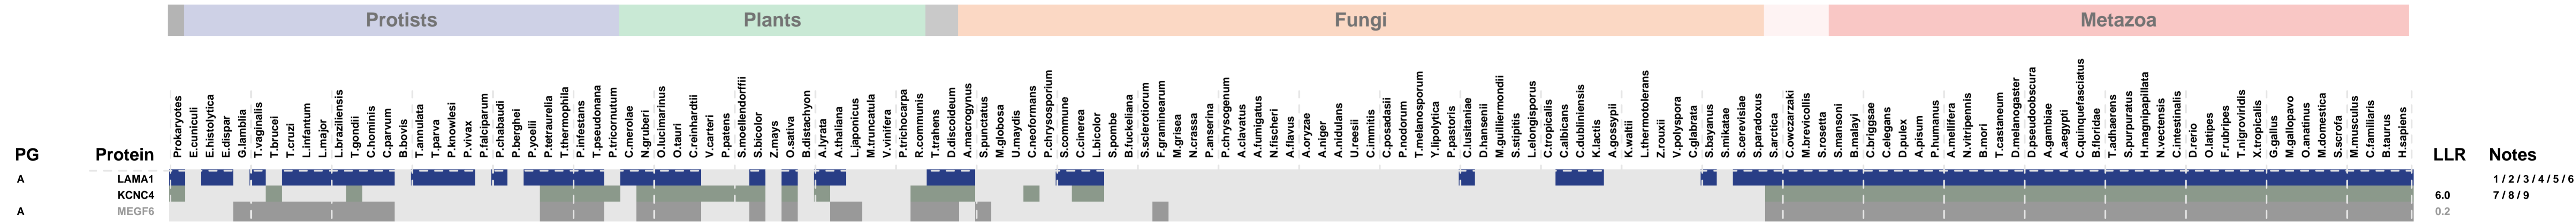 Protists Plants Fungi Metazoa
Prokaryotes E.cuniculi E.histolytica E.dispar G.lamblia T.vaginalis T.brucei T.cruzi L.infantum L.major L.braziliensis T.gondii C.hominis C.parvum B.bovis T.annulata T.parva P.knowlesi P.vivax P.falciparum P.chabaudi P.berghei P.yoelii P.tetraurelia T.thermophila P.infestans T.pseudonana P.tricornutum C.merolae N.gruberi O.lucimarinus O.tauri C.reinhardtii V.carteri P.patens S.moellendorffii S.bicolor Z.mays O.sativa B.distachyon A.lyrata A.thaliana L.japonicus M.truncatula V.vinifera P.trichocarpa R.communis T.trahens D.discoideum A.macrogynus S.punctatus M.globosa U.maydis C.neoformans P.chrysosporium S.commune C.cinerea L.bicolor S.pombe B.fuckeliana S.sclerotiorum F.graminearum M.grisea N.crassa P.anserina P.chrysogenum A.clavatus A.fumigatus N.fischeri A.flavus A.oryzae A.niger A.nidulans U.reesii C.immitis C.posadasii P.nodorum T.melanosporum Y.lipolytica P.pastoris C.lusitaniae D.hansenii M.guilliermondii S.stipitis L.elongisporus C.tropicalis C.albicans C.dubliniensis K.lactis A.gossypii K.waltii L.thermotolerans Z.rouxii V.polyspora C.glabrata S.bayanus S.mikatae S.cerevisiae S.paradoxus S.arctica C.owczarzaki M.brevicollis S.rosetta S.mansoni B.malayi C.briggsae C.elegans D.pulex A.pisum P.humanus A.mellifera N.vitripennis B.mori T.castaneum D.melanogaster D.pseudoobscura A.gambiae A.aegypti C.quinquefasciatus B.floridae T.adhaerens S.purpuratus H.magnipapillata N.vectensis C.intestinalis D.rerio O.latipes F.rubripes T.nigroviridis X.tropicalis G.gallus M.gallopavo O.anatinus M.domestica S.scrofa M.musculus C.familiaris B.taurus H.sapiens
PG Protein LLR Notes
A LAMA1 1 / 2 / 3 / 4 / 5 / 6
KCNC4 6.0 7 / 8 / 9
A MEGF6 0.2